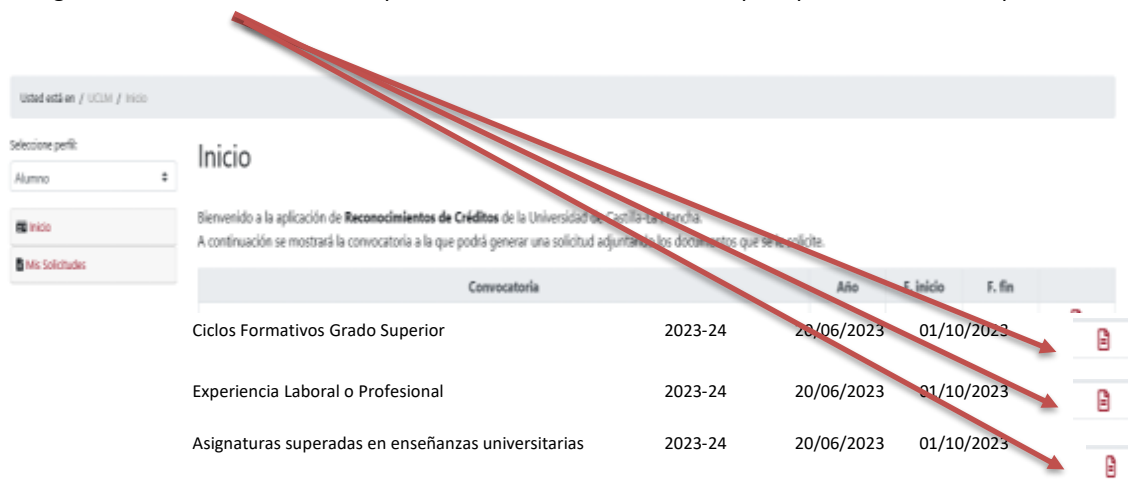 Usted está en / UCLM / Inicio
Seleccione perfil:
Alumno
Inicio
Mis Solicitudes
Inicio
Bienvenido a la aplicación de Reconocimientos de Créditos de la Universidad de Castilla-La Mancha.
A continuación se mostrará la convocatoria a la que podrá generar una solicitud adjuntando los documentos que se le solicite.
Convocatoria Año F. inicio F. fin
Ciclos Formativos Grado Superior 2023-24 20/06/2023 01/10/2023
Experiencia Laboral o Profesional 2023-24 20/06/2023 01/10/2023
Asignaturas superadas en enseñanzas universitarias 2023-24 20/06/2023 01/10/2023